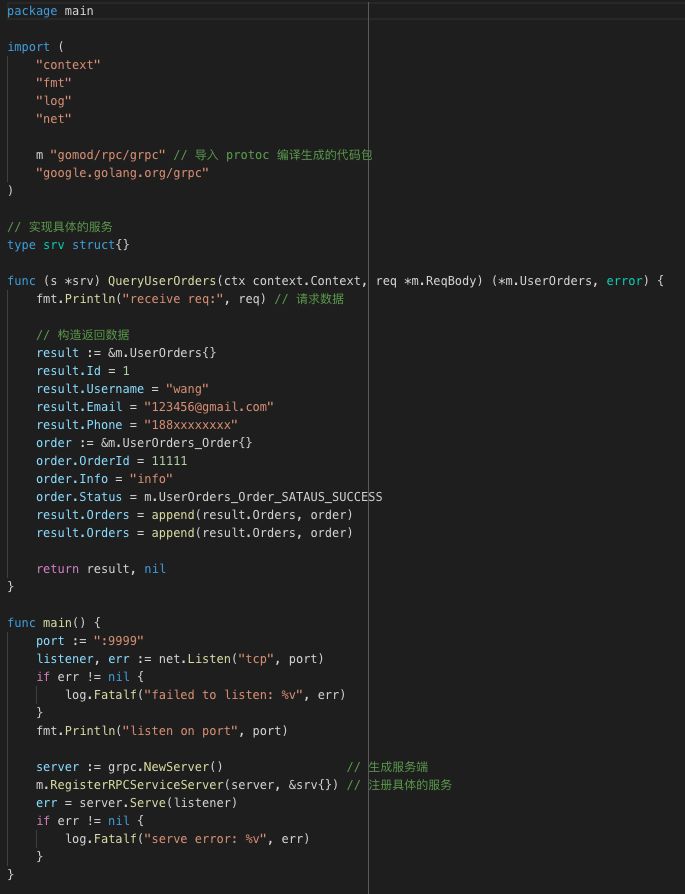 package main
import (
"context"
"fmt"
"log"
"net"
m "gomod/rpc/grpc" // 导入 protoc 编译生成的代码包
"google.golang.org/grpc"
)
// 实现具体的服务
type srv struct{}
func (s *srv) QueryUserOrders(ctx context.Context, req *m.ReqBody) (*m.UserOrders, error) {
fmt.Println("receive req:", req) // 请求数据
// 构造返回数据
result := &m.UserOrders{}
result.Id = 1
result.Username = "wang"
result.Email = "123456@gmail.com"
result.Phone = "188xxxxxxxx"
order := &m.UserOrders_Order{}
order.OrderId = 11111
order.Info = "info"
order.Status = m.UserOrders_Order_SATAUS_SUCCESS
result.Orders = append(result.Orders, order)
result.Orders = append(result.Orders, order)
return result, nil
}
func main() {
port := ":9999"
listener, err := net.Listen("tcp", port)
if err != nil {
log.Fatalf("failed to listen: %v", err)
}
fmt.Println("listen on port", port)
server := grpc.NewServer() // 生成服务端
m.RegisterRPCServiceServer(server, &srv{}) // 注册具体的服务
err = server.Serve(listener)
if err != nil {
log.Fatalf("serve error: %v", err)
}
}